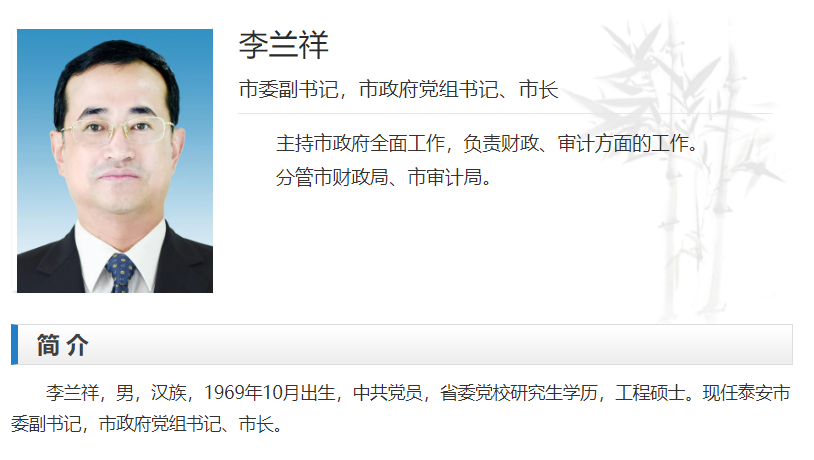 李兰祥
市委副书记，市政府党组书记、市长
主持市政府全面工作，负责财政、审计方面的工作。
分管市财政局、市审计局。
简 介
李兰祥，男，汉族，1969年10月出生，中共党员，省委党校研究生学历，工程硕士。现任泰安市
委副书记，市政府党组书记、市长。